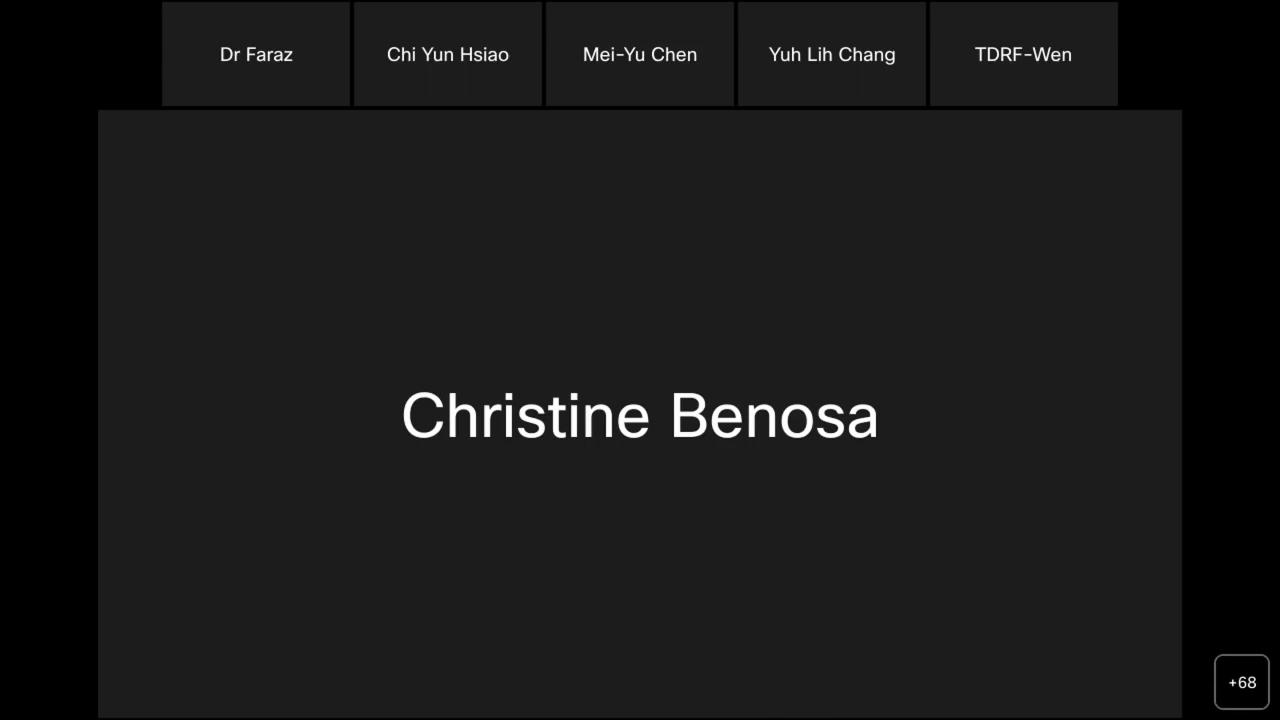 Dr Faraz
Chi Yun Hsiao
Mei-Yu Chen
Yuh Lih Chang
TDRF-Wen
Christine Benosa
+68